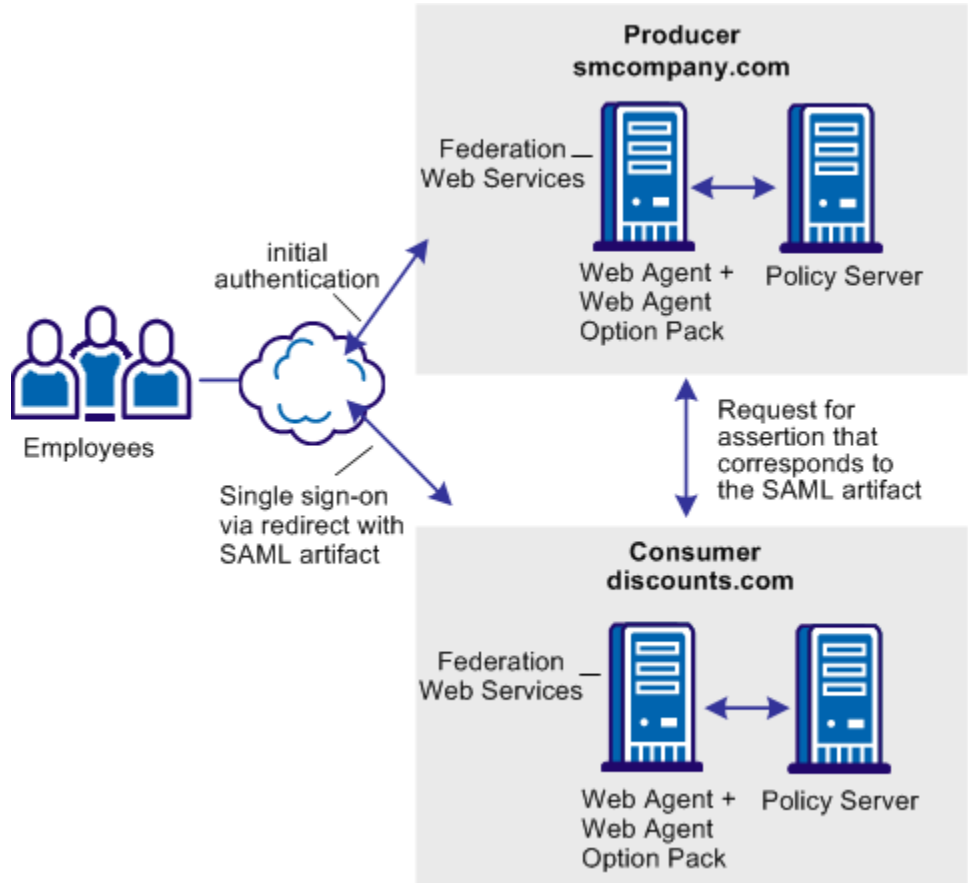 Producer
smcompany.com
Federation
Web Services
Web Agent +
Web Agent
Option Pack
Policy Server
initial
authentication
Employees
Single sign-on
via redirect with
SAML artifact
Request for
assertion that
corresponds to
the SAML artifact
Consumer
discounts.com
Federation
Web Services
Web Agent +
Web Agent
Option Pack
Policy Server